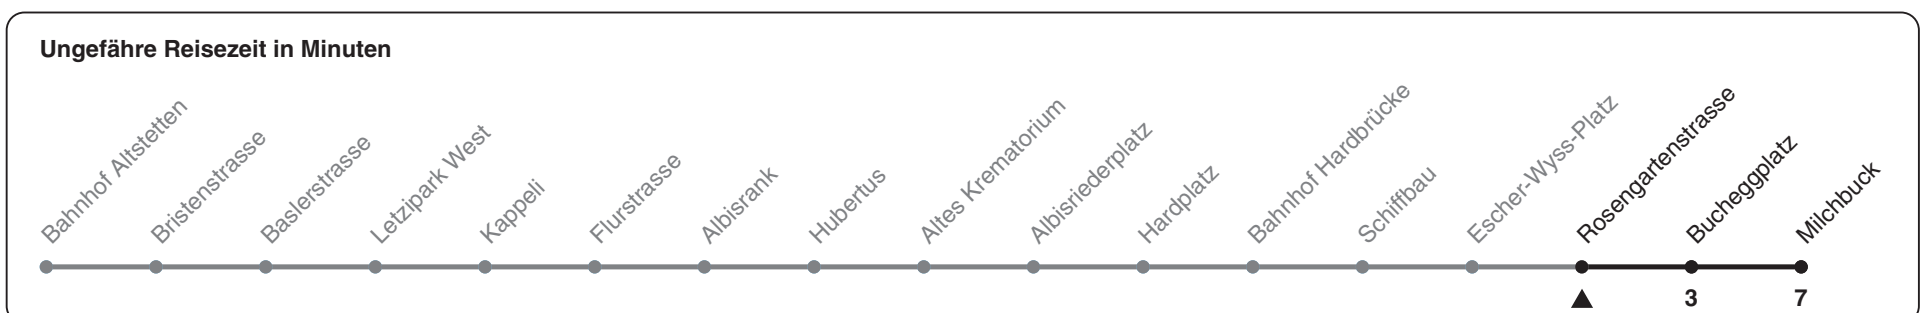 Ungefähre Reisezeit in Minuten
Bahnhof Altstetten
Bristenstrasse
Baslerstrasse
Letzipark West
Kappeli
Flurstrasse
Albisrank
Hubertus
Altes Krematorium
Albisriederplatz
Hardplatz
Bahnhof Hardbrücke
Schiffbau
Escher-Wyss-Platz
Rosengartenstrasse
Bucheggplatz
Milchbuck
3
7